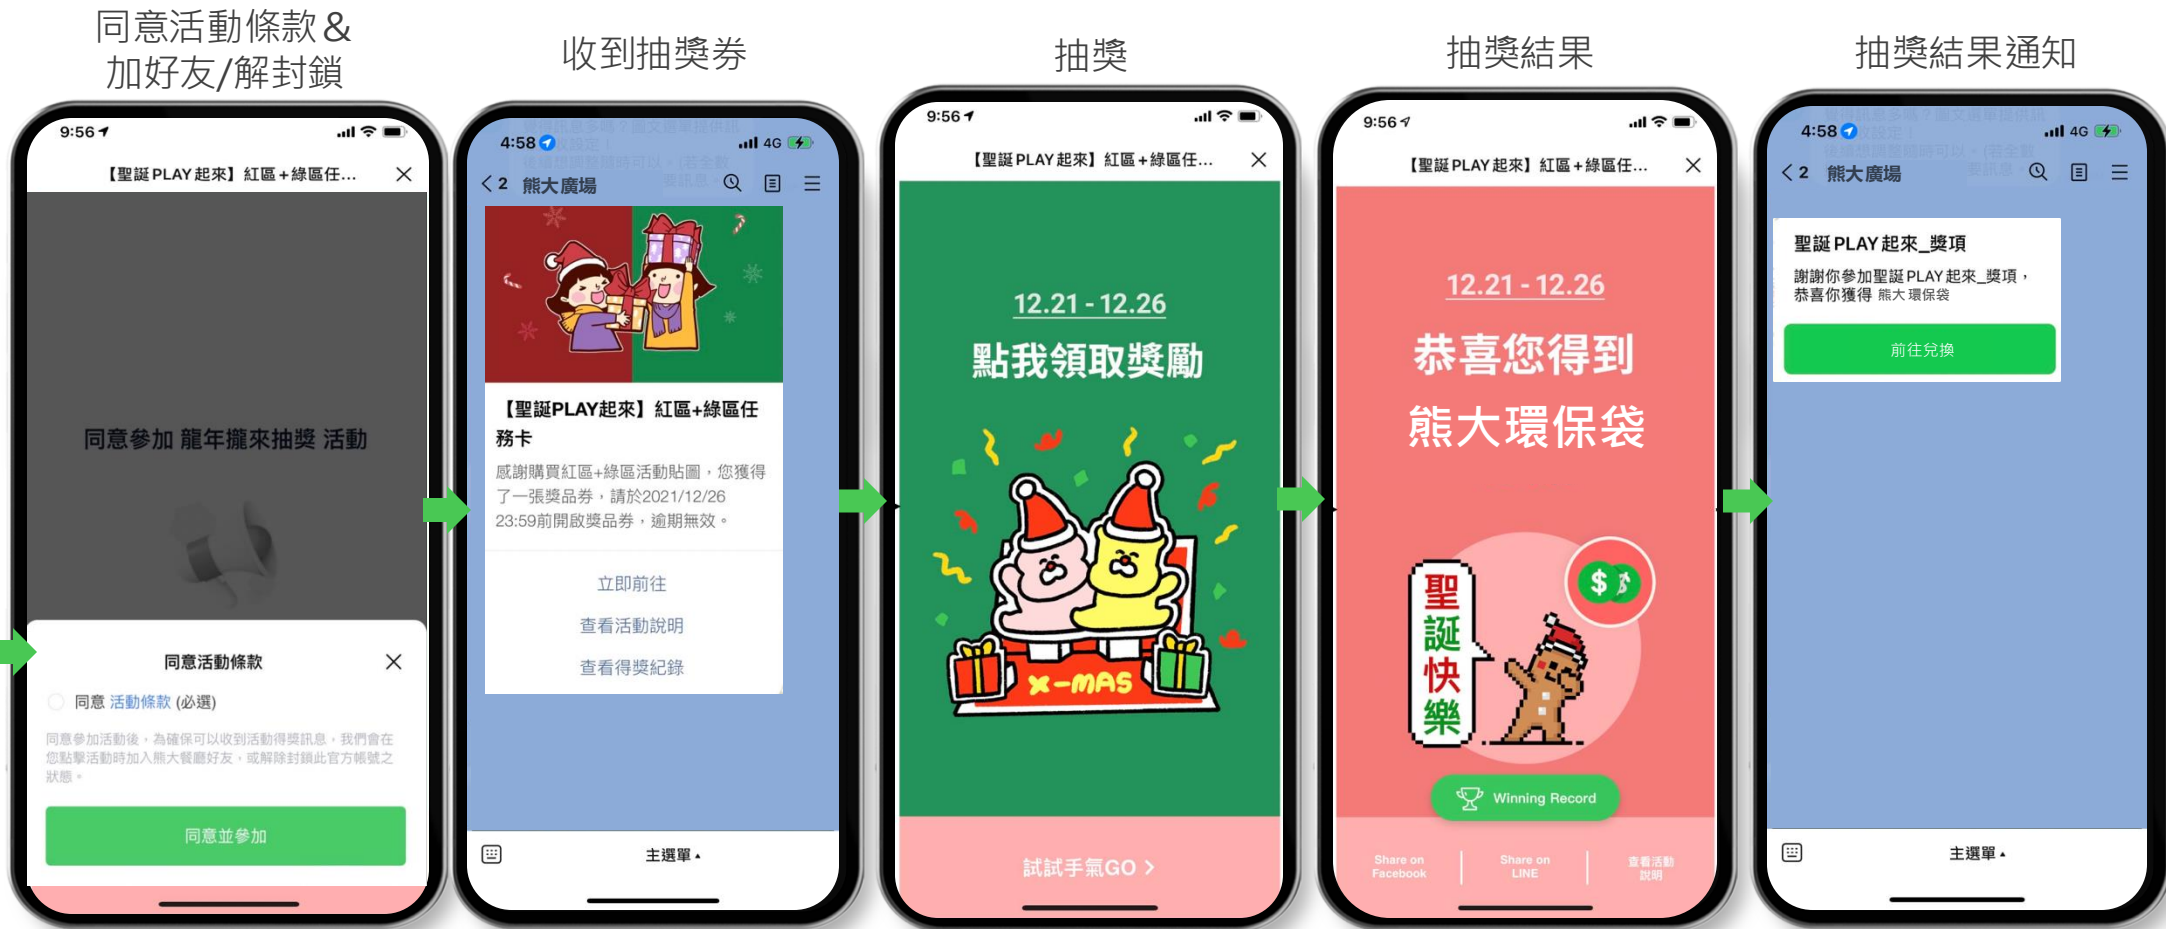 同意活動條款&
加好友/解封鎖
收到抽獎券
抽獎
抽獎結果
抽獎結果通知
9:56
【聖誕PLAY起來】紅區+綠區任...
同意參加 龍年攏來抽獎 活動
同意活動條款
同意 活動條款 (必選)
同意參加活動後，為確保可以收到活動得獎訊息，我們會在
您點擊活動時加入熊大餐廳好友，或解除封鎖此官方帳號之
狀態。
同意並參加
4:58
4G
2 熊大廣場
【聖誕PLAY起來】紅區+綠區任
務卡
感謝購買紅區+綠區活動貼圖，您獲得
了一張獎品券，請於2021/12/26
23:59前開啟獎品券，逾期無效。
立即前往
查看活動說明
查看得獎紀錄
主選單
9:56
【聖誕PLAY起來】紅區+綠區任...
12.21 - 12.26
點我領取獎勵
X-MAS
試試手氣GO >
9:56
【聖誕PLAY起來】紅區+綠區任...
12.21 - 12.26
恭喜您得到
熊大環保袋
聖誕快樂
$
Winning Record
Share on
Facebook
Share on
LINE
查看活動
說明
4:58
4G
2 熊大廣場
聖誕PLAY起來_獎項
謝謝你參加聖誕PLAY起來_獎項，
恭喜你獲得 熊大環保袋
前往兌換
主選單